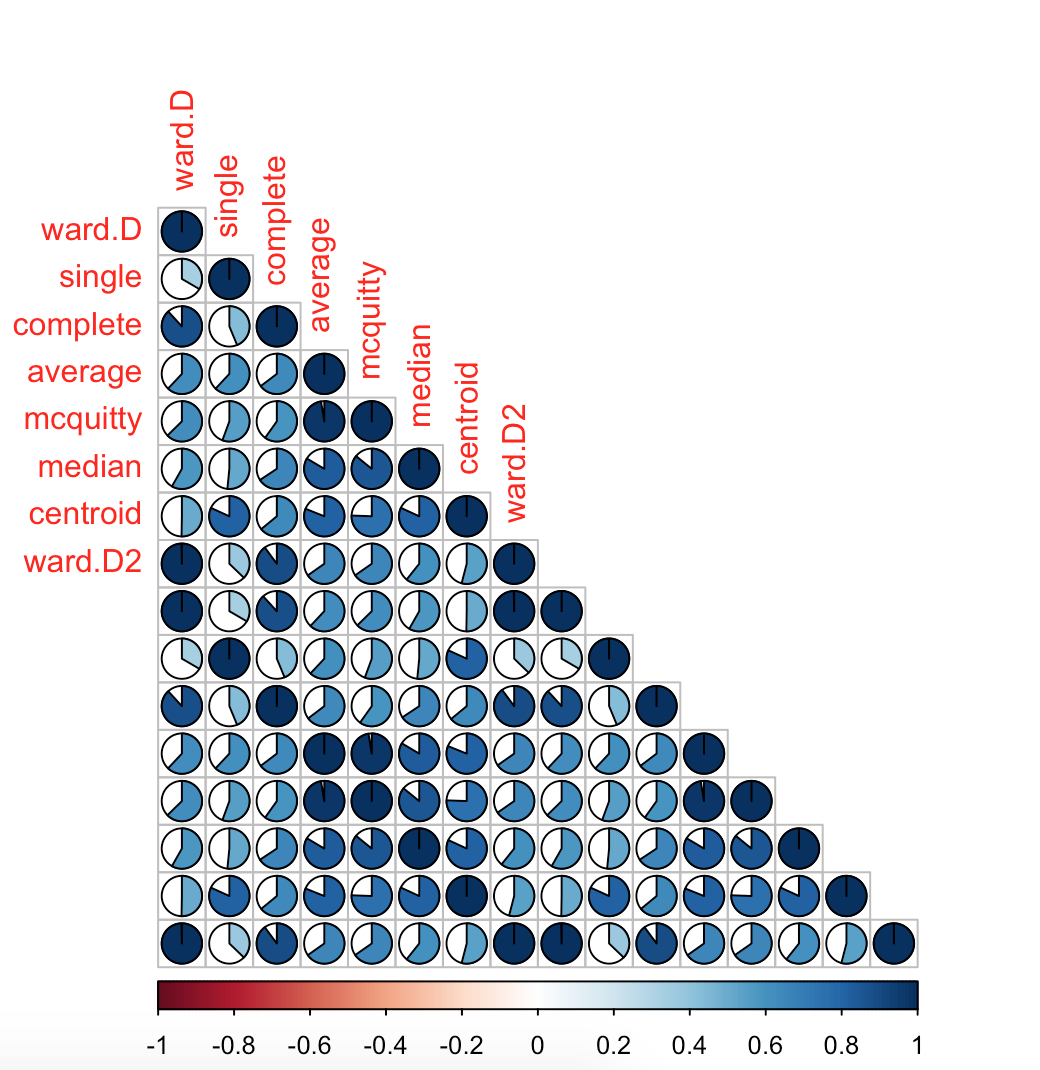 ward.D
single
complete
average
mcquitty
median
centroid
ward.D2
ward.D
single
complete
average
mcquitty
median
centroid
ward.D2
-1 -0.8 -0.6 -0.4 -0.2 0 0.2 0.4 0.6 0.8 1